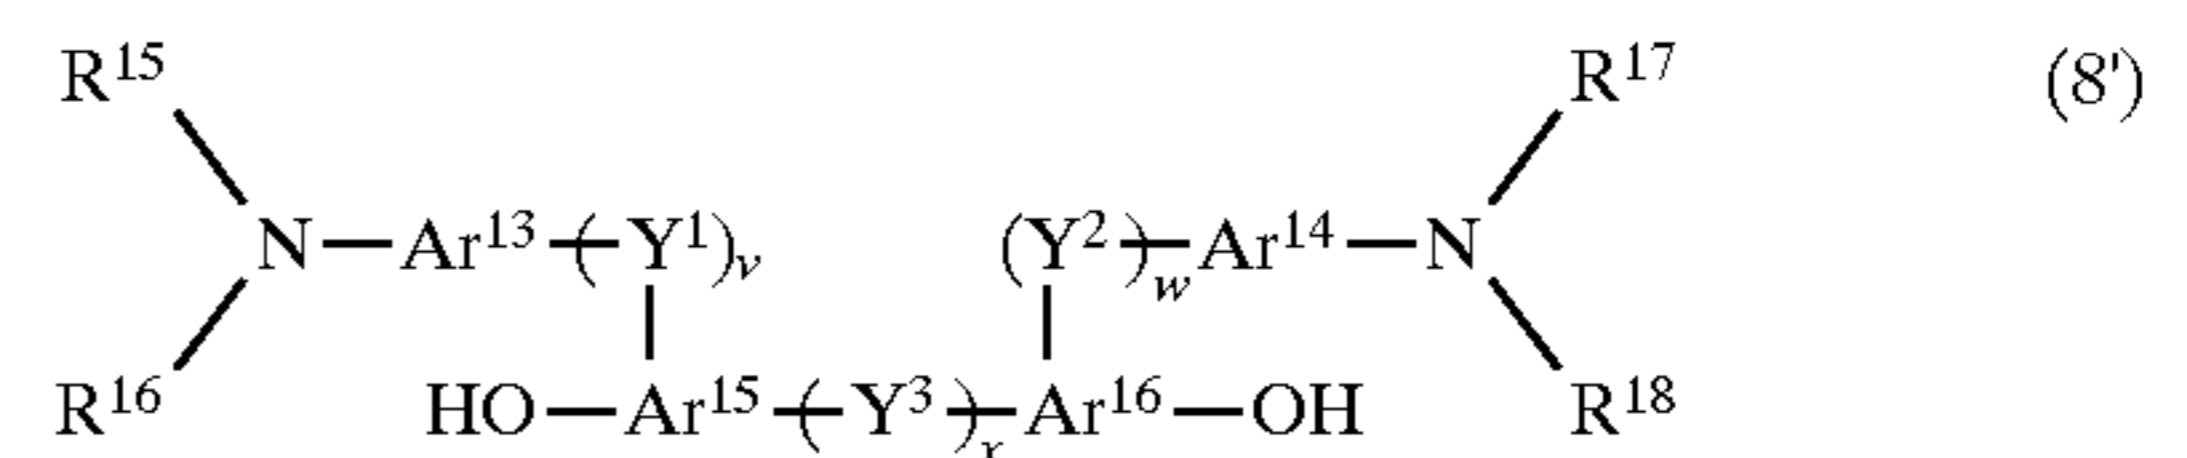 R15 R17 (8')
N—Ar13—(Y1)v (Y2)w—Ar14—N
R16 HO—Ar15—(Y3)x—Ar16—OH R18